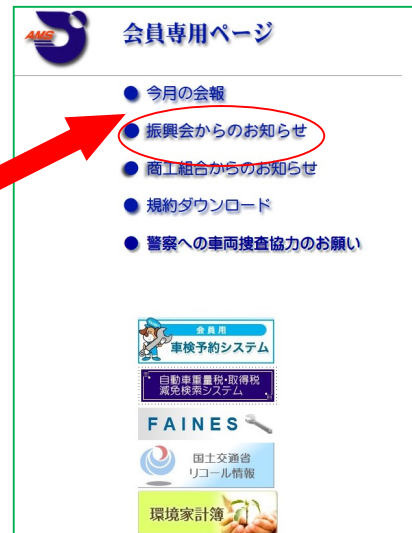 AMS
会員専用ページ
今月の会報
振興会からのお知らせ
商工組合からのお知らせ
規約ダウンロード
警察への車両捜査協力のお願い
会員用
車検予約システム
自動車重量税・取得税
減免検索システム
FAINES
国土交通省
リコール情報
環境家計簿